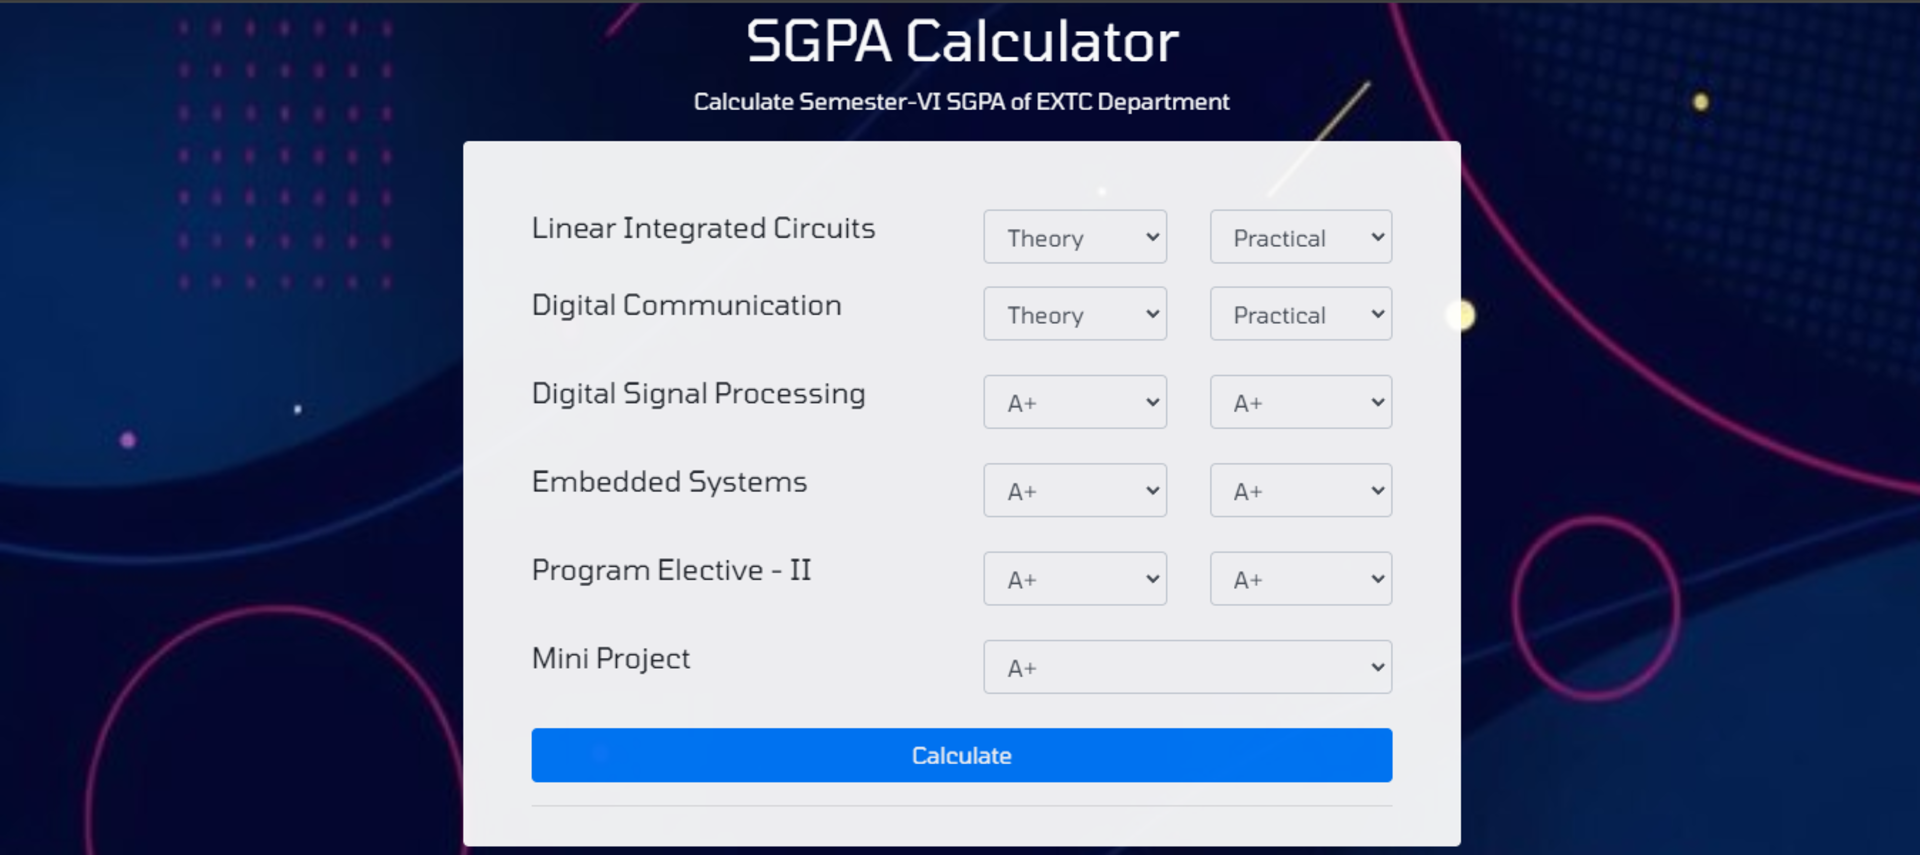 SGPA Calculator
Calculate Semester-VI SGPA of EXTC Department
Linear Integrated Circuits Theory Practical
Digital Communication Theory Practical
Digital Signal Processing A+ A+
Embedded Systems A+ A+
Program Elective - II A+ A+
Mini Project A+
Calculate